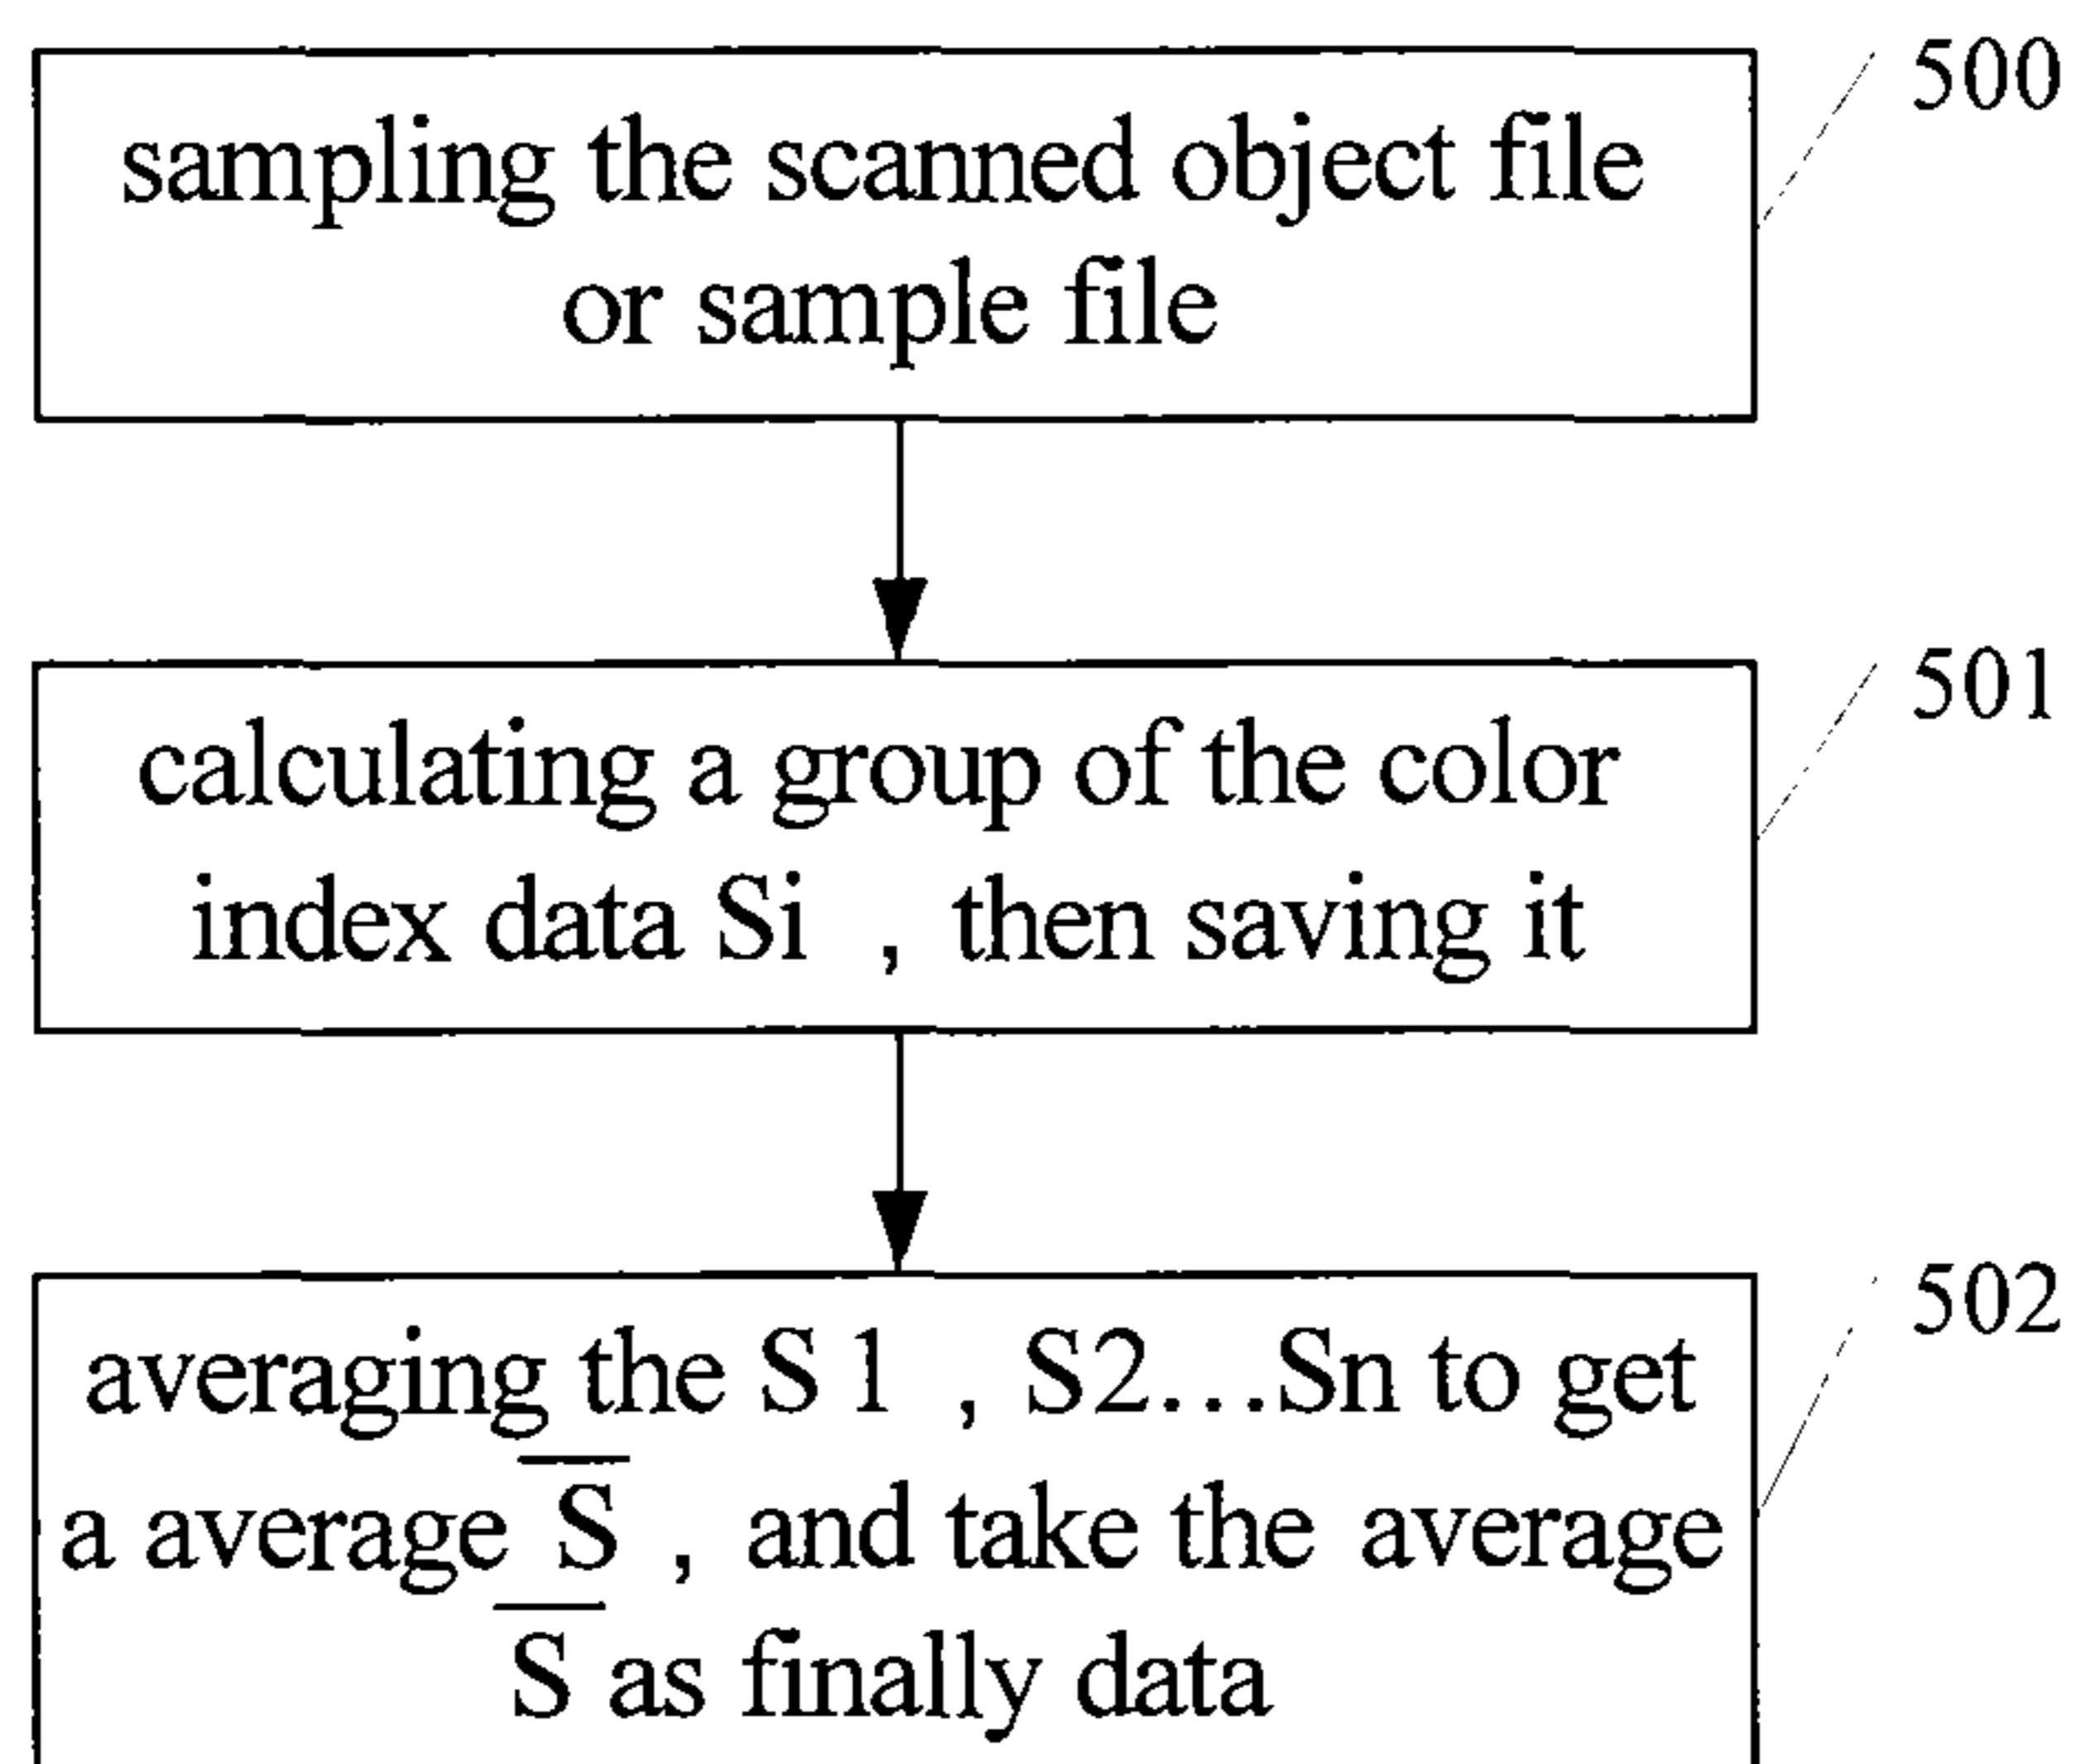 500
sampling the scanned object file
or sample file
501
calculating a group of the color
index data Si , then saving it
502
averaging the S 1 , S2...Sn to get
a average S̅ , and take the average
S̅ as finally data